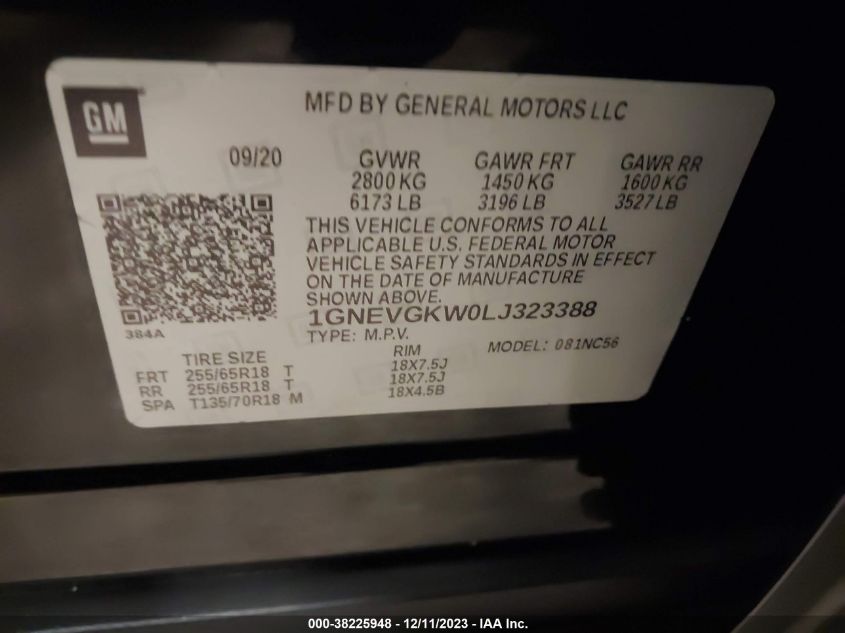 GM
MFD BY GENERAL MOTORS LLC
09/20 GVWR GAWR FRT GAWR RR
2800 KG 1450 KG 1600 KG
6173 LB 3196 LB 3527 LB
THIS VEHICLE CONFORMS TO ALL
APPLICABLE U.S. FEDERAL MOTOR
VEHICLE SAFETY STANDARDS IN EFFECT
ON THE DATE OF MANUFACTURE
SHOWN ABOVE.
384A
1GNEVGKW0LJ323388
TYPE: M.P.V. MODEL: 081NC56
TIRE SIZE RIM
FRT 255/65R18 T 18X7.5J
RR 255/65R18 T 18X7.5J
SPA T135/70R18 M 18X4.5B
000-38225948 - 12/11/2023 - IAA Inc.